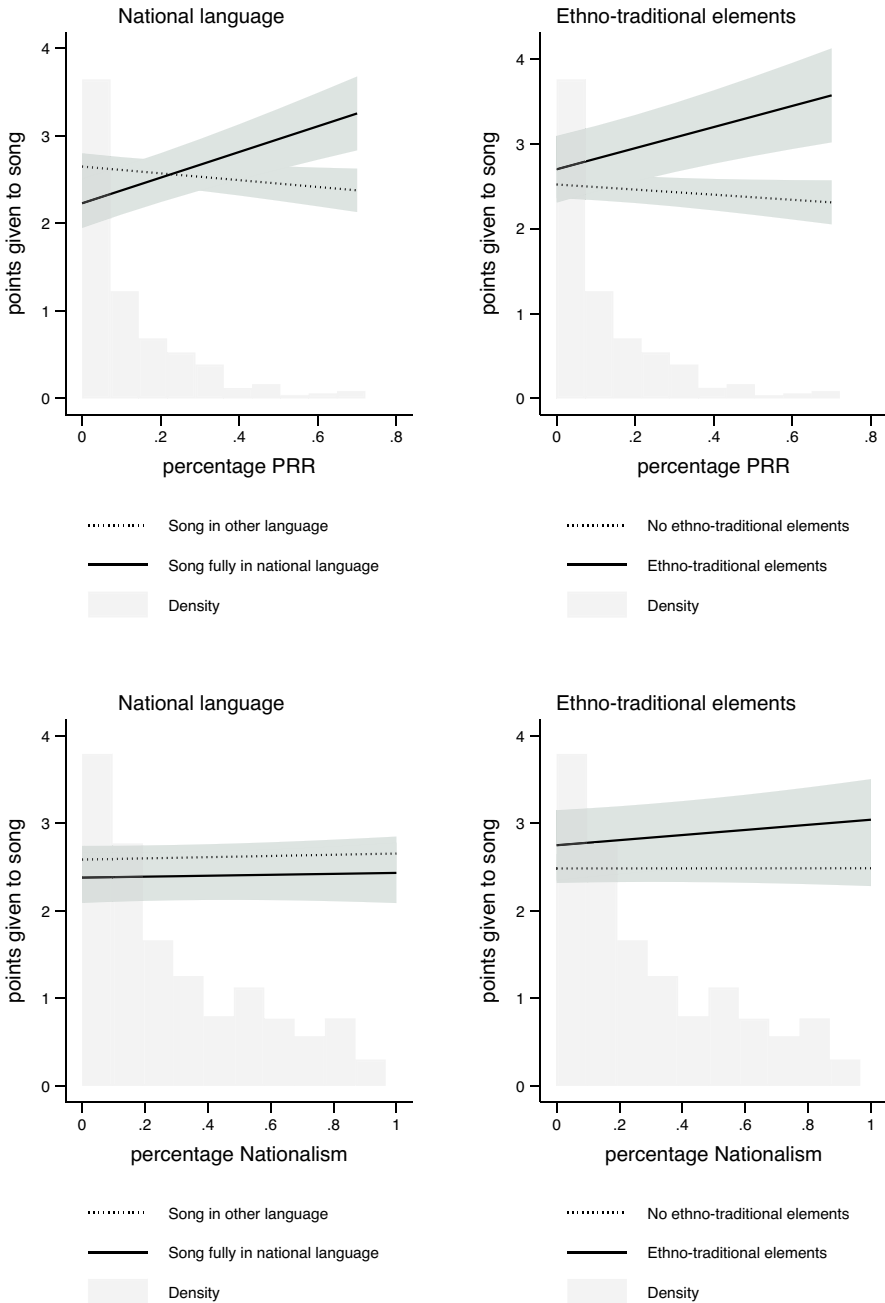 National language
4
3
2
1
0
points given to song
0 .2 .4 .6 .8
percentage PRR
Song in other language
Song fully in national language
Density
Ethno-traditional elements
4
3
2
1
0
points given to song
0 .2 .4 .6 .8
percentage PRR
No ethno-traditional elements
Ethno-traditional elements
Density
National language
4
3
2
1
0
points given to song
0 .2 .4 .6 .8 1
percentage Nationalism
Song in other language
Song fully in national language
Density
Ethno-traditional elements
4
3
2
1
0
points given to song
0 .2 .4 .6 .8 1
percentage Nationalism
No ethno-traditional elements
Ethno-traditional elements
Density